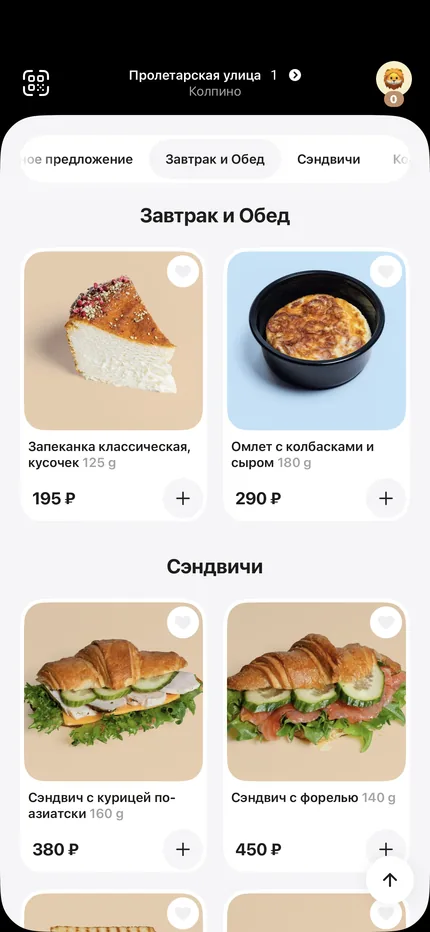 Пролетарская улица 1
Колпино
0
ое предложение Завтрак и Обед Сэндвичи Ко
Завтрак и Обед
Запеканка классическая,
кусочек 125 g
195 ₽
Омлет с колбасками и
сыром 180 g
290 ₽
Сэндвичи
Сэндвич с курицей по-
азиатски 160 g
380 ₽
Сэндвич с форелью 140 g
450 ₽